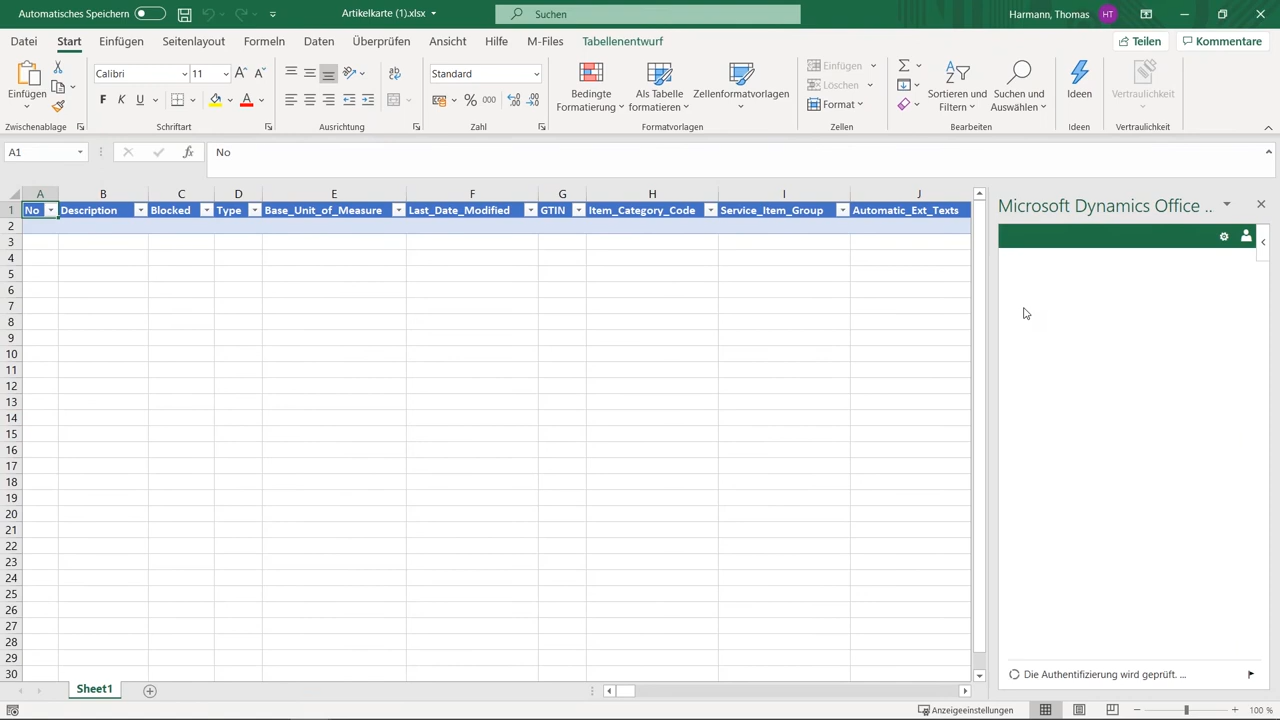 Automatisches Speichern
Artikelkarte (1).xlsx
Suchen
Harmann, Thomas
HT
Datei Start Einfügen Seitenlayout Formeln Daten Überprüfen Ansicht Hilfe M-Files Tabellenentwurf
Teilen Kommentare
Einfügen
Calibri 11
F K U
Standard
% 000
Bedingte Formatierung
Als Tabelle formatieren
Zellenformatvorlagen
Einfügen
Löschen
Format
Sortieren und Filtern
Suchen und Auswählen
Ideen
Vertraulichkeit
Zwischenablage Schriftart Ausrichtung Zahl Formatvorlagen Zellen Bearbeiten Ideen Vertraulichkeit
A1 fx No
A B C D E F G H I J
1 No Description Blocked Type Base_Unit_of_Measure Last_Date_Modified GTIN Item_Category_Code Service_Item_Group Automatic_Ext_Texts
2
3
4
5
6
7
8
9
10
11
12
13
14
15
16
17
18
19
20
21
22
23
24
25
26
27
28
29
30
Microsoft Dynamics Office ..
Die Authentifizierung wird geprüft. ...
Sheet1
Anzeigeeinstellungen
100 %